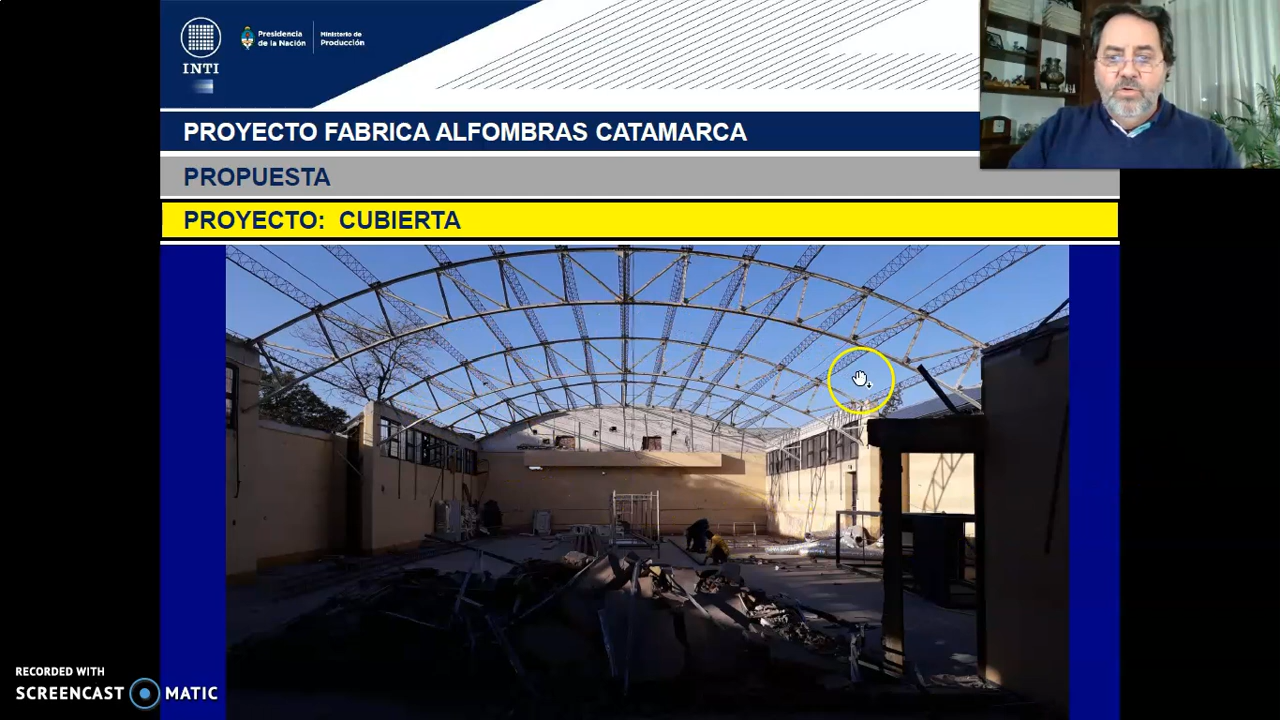 INTI
Presidencia
de la Nación
Ministerio de
Producción
PROYECTO FABRICA ALFOMBRAS CATAMARCA
PROPUESTA
PROYECTO: CUBIERTA
RECORDED WITH
SCREENCAST MATIC